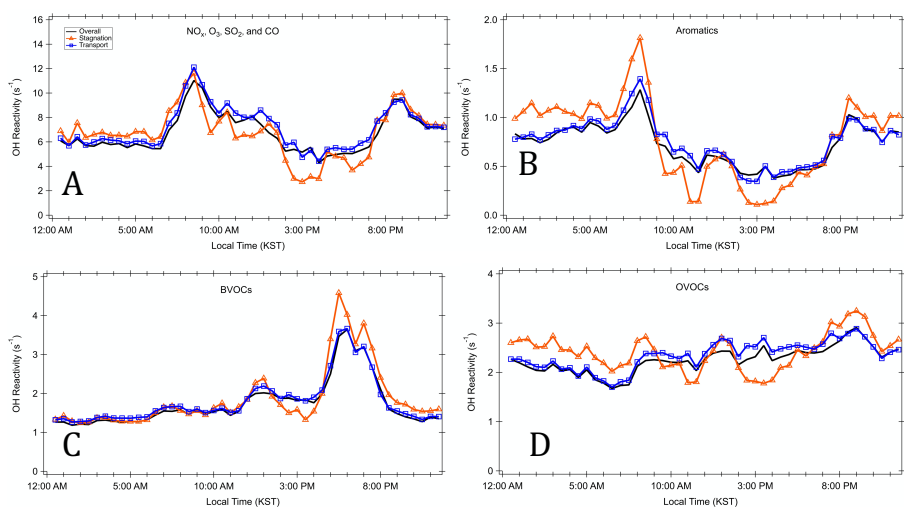 16
14
12
10
8
6
4
2
0
OH Reactivity (s⁻¹)
Overall
Stagnation
Transport
NOₓ, O₃, SO₂, and CO
A
12:00 AM 5:00 AM 10:00 AM 3:00 PM 8:00 PM
Local Time (KST)
2.0
1.5
1.0
0.5
0.0
OH Reactivity (s⁻¹)
Aromatics
B
12:00 AM 5:00 AM 10:00 AM 3:00 PM 8:00 PM
Local Time (KST)
5
4
3
2
1
0
OH Reactivity (s⁻¹)
BVOCs
C
12:00 AM 5:00 AM 10:00 AM 3:00 PM 8:00 PM
Local Time (KST)
4
3
2
1
0
OH Reactivity (s⁻¹)
OVOCs
D
12:00 AM 5:00 AM 10:00 AM 3:00 PM 8:00 PM
Local Time (KST)